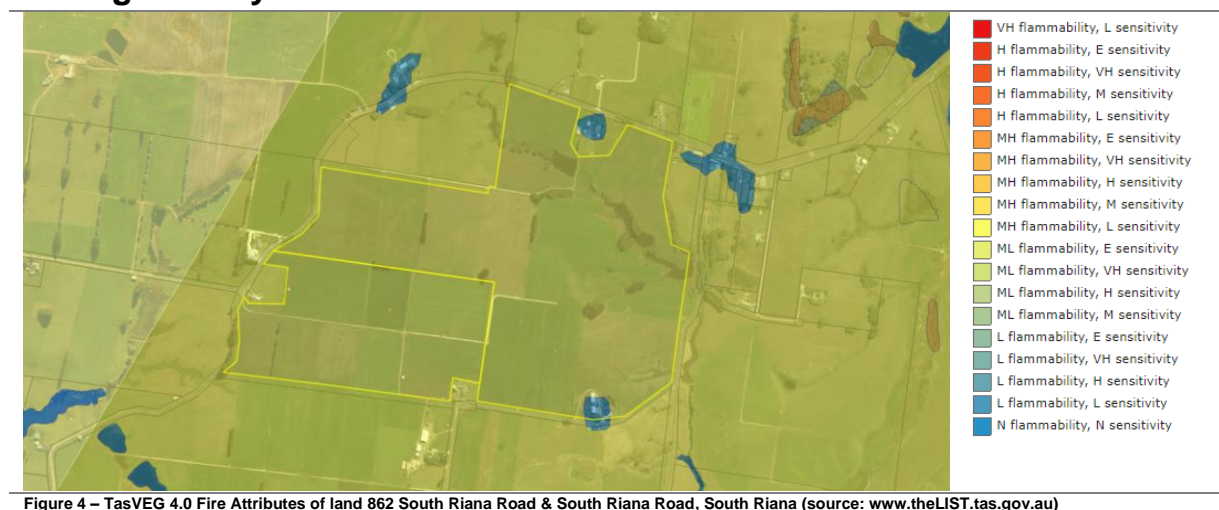 VH flammability, L sensitivity
H flammability, E sensitivity
H flammability, VH sensitivity
H flammability, M sensitivity
H flammability, L sensitivity
MH flammability, E sensitivity
MH flammability, VH sensitivity
MH flammability, H sensitivity
MH flammability, M sensitivity
MH flammability, L sensitivity
ML flammability, E sensitivity
ML flammability, VH sensitivity
ML flammability, H sensitivity
ML flammability, M sensitivity
L flammability, E sensitivity
L flammability, VH sensitivity
L flammability, H sensitivity
L flammability, L sensitivity
N flammability, N sensitivity
Figure 4 – TasVEG 4.0 Fire Attributes of land 862 South Riana Road & South Riana Road, South Riana (source: www.theLIST.tas.gov.au)